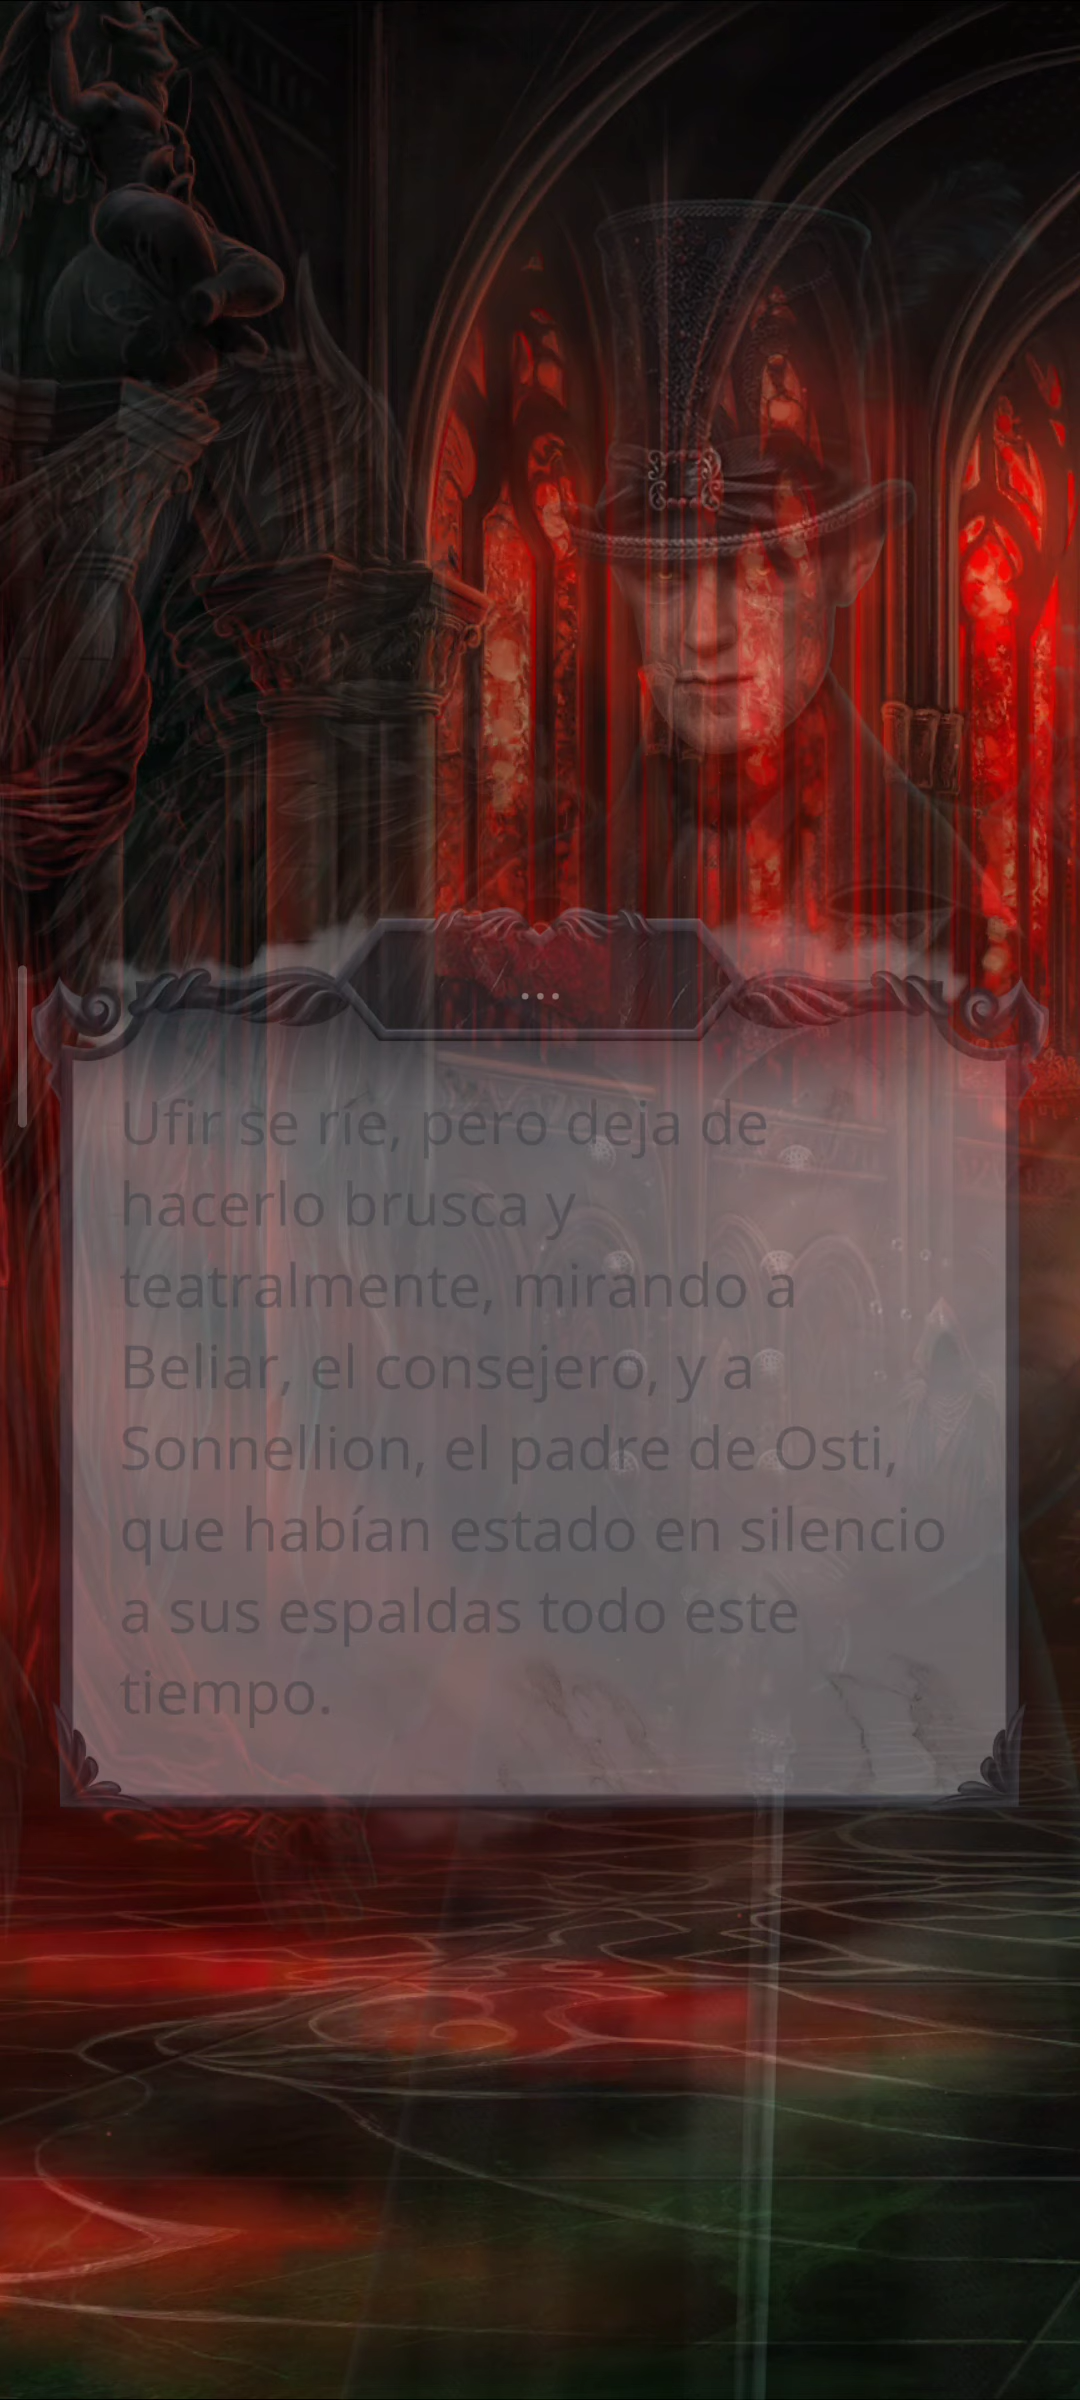 ...
Ufir se ríe, pero deja de
hacerlo brusca y
teatralmente, mirando a
Beliar, el consejero, y a
Sonnellion, el padre de Osti,
que habían estado en silencio
a sus espaldas todo este
tiempo.